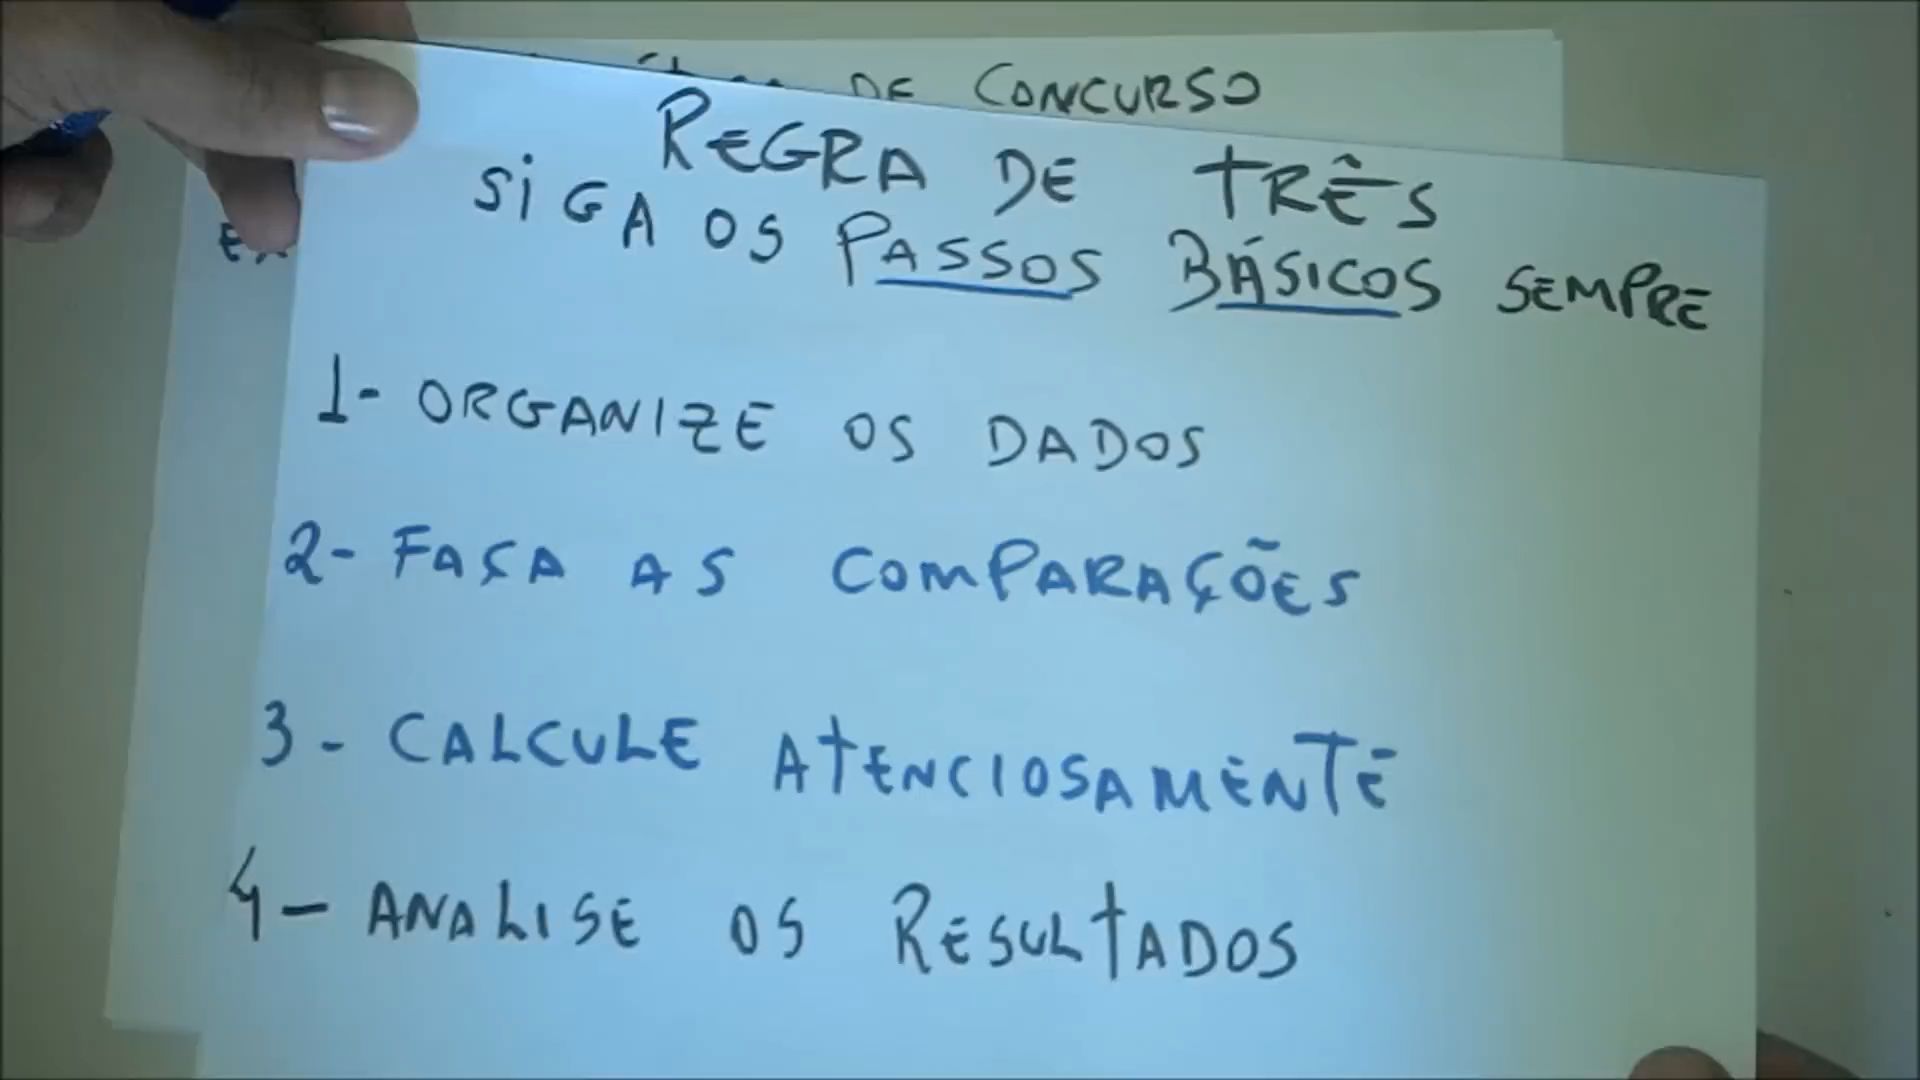 DE CONCURSO
REGRA DE TRÊS
SIGA OS PASSOS BÁSICOS SEMPRE
1- ORGANIZE OS DADOS
2- FAÇA AS COMPARAÇÕES
3- CALCULE ATENCIOSAMENTE
4- ANALISE OS RESULTADOS